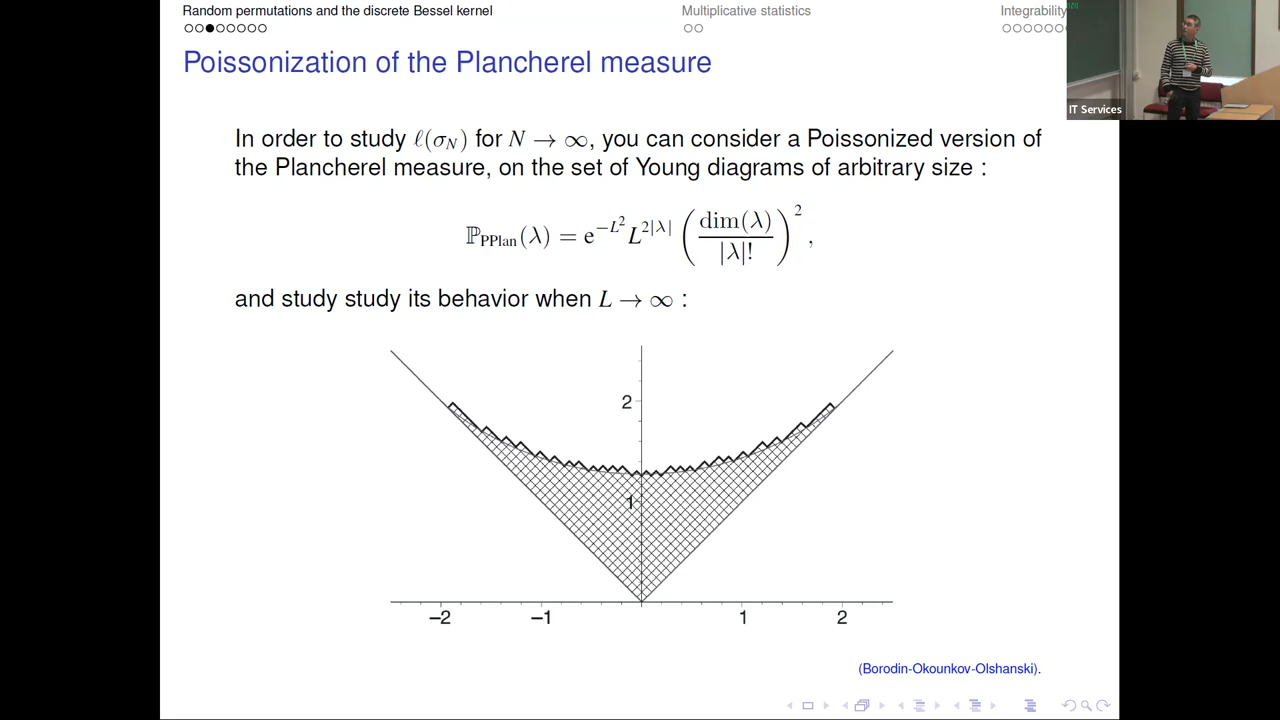 Random permutations and the discrete Bessel kernel
Multiplicative statistics
Integrability
IT Services
Poissonization of the Plancherel measure
In order to study ℓ(σ_N) for N → ∞, you can consider a Poissonized version of
the Plancherel measure, on the set of Young diagrams of arbitrary size :
ℙ_PPlan(λ) = e^{−L^2} L^{2|λ|} (dim(λ) / |λ|!)^2 ,
and study study its behavior when L → ∞ :
2
1
−2 −1 1 2
(Borodin-Okounkov-Olshanski).